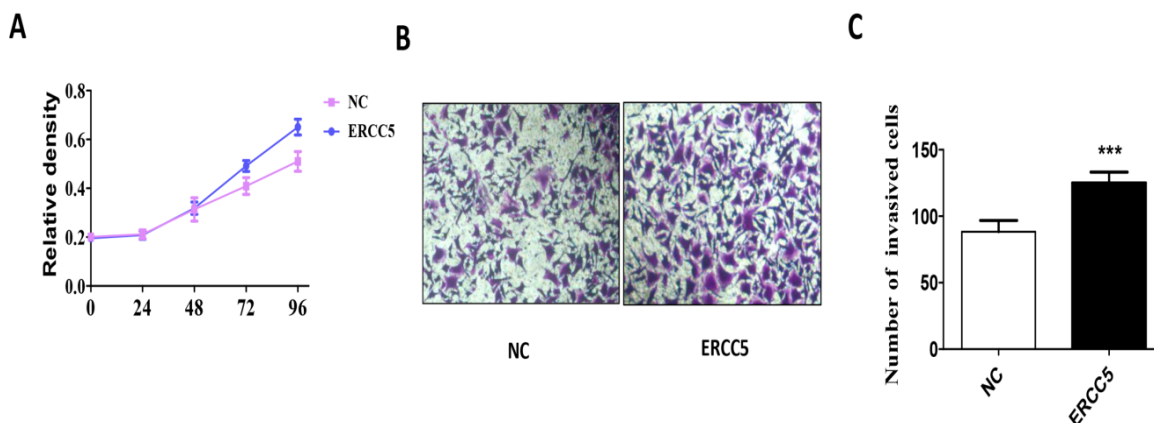 A
Relative density
0.8
0.6
0.4
0.2
0.0
0 24 48 72 96
NC
ERCC5
B
NC ERCC5
C
Number of invasived cells
150
100
50
0
***
NC ERCC5